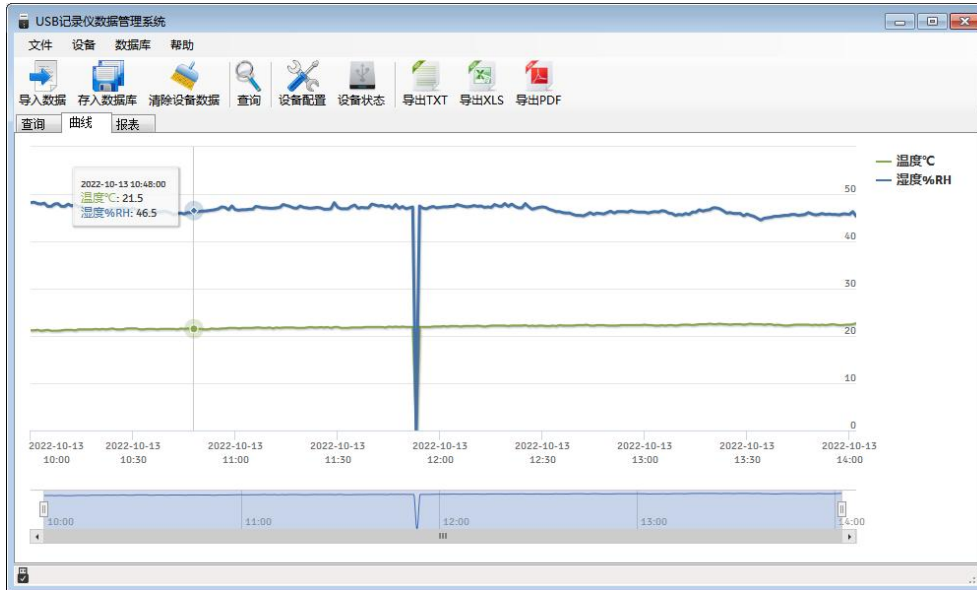 USB记录仪数据管理系统
文件 设备 数据库 帮助
导入数据 存入数据库 清除设备数据 查询 设备配置 设备状态 导出TXT 导出XLS 导出PDF
查询 曲线 报表
温度℃
湿度%RH
2022-10-13 10:48:00
温度℃: 21.5
湿度%RH: 46.5
50
40
30
20
10
0
2022-10-13 2022-10-13 2022-10-13 2022-10-13 2022-10-13 2022-10-13 2022-10-13 2022-10-13 2022-10-13
10:00 10:30 11:00 11:30 12:00 12:30 13:00 13:30 14:00
10:00 11:00 12:00 13:00 14:00